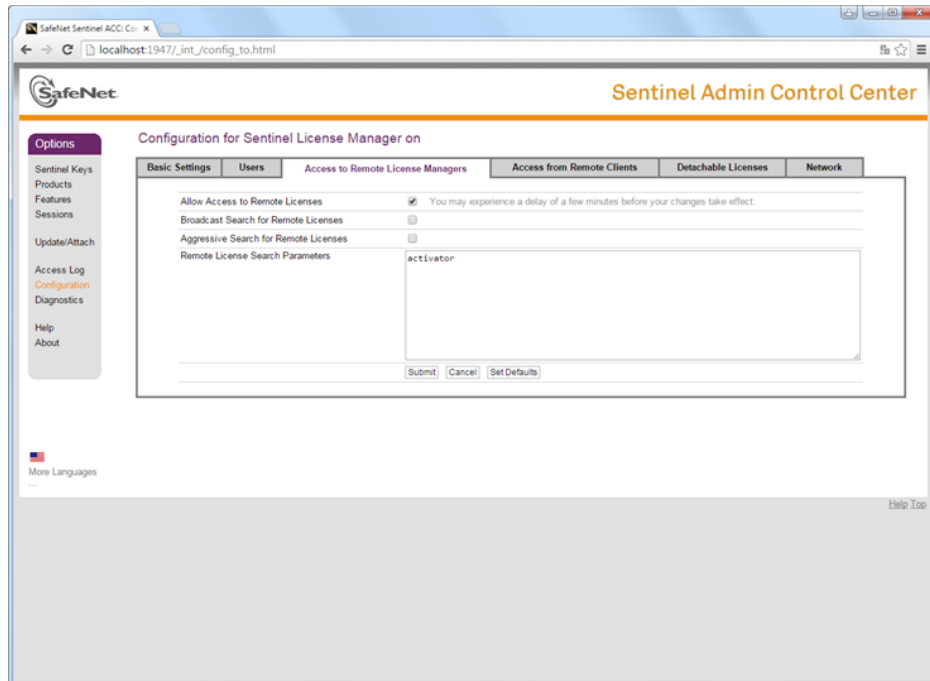 SafeNet Sentinel ACC: Co
localhost:1947/_int_/config_to.html
SafeNet.
Sentinel Admin Control Center
Options
Sentinel Keys
Products
Features
Sessions
Update/Attach
Access Log
Configuration
Diagnostics
Help
About
More Languages
...
Configuration for Sentinel License Manager on
Basic Settings Users Access to Remote License Managers Access from Remote Clients Detachable Licenses Network
Allow Access to Remote Licenses You may experience a delay of a few minutes before your changes take effect.
Broadcast Search for Remote Licenses
Aggressive Search for Remote Licenses
Remote License Search Parameters activator
Submit Cancel Set Defaults
Help Top